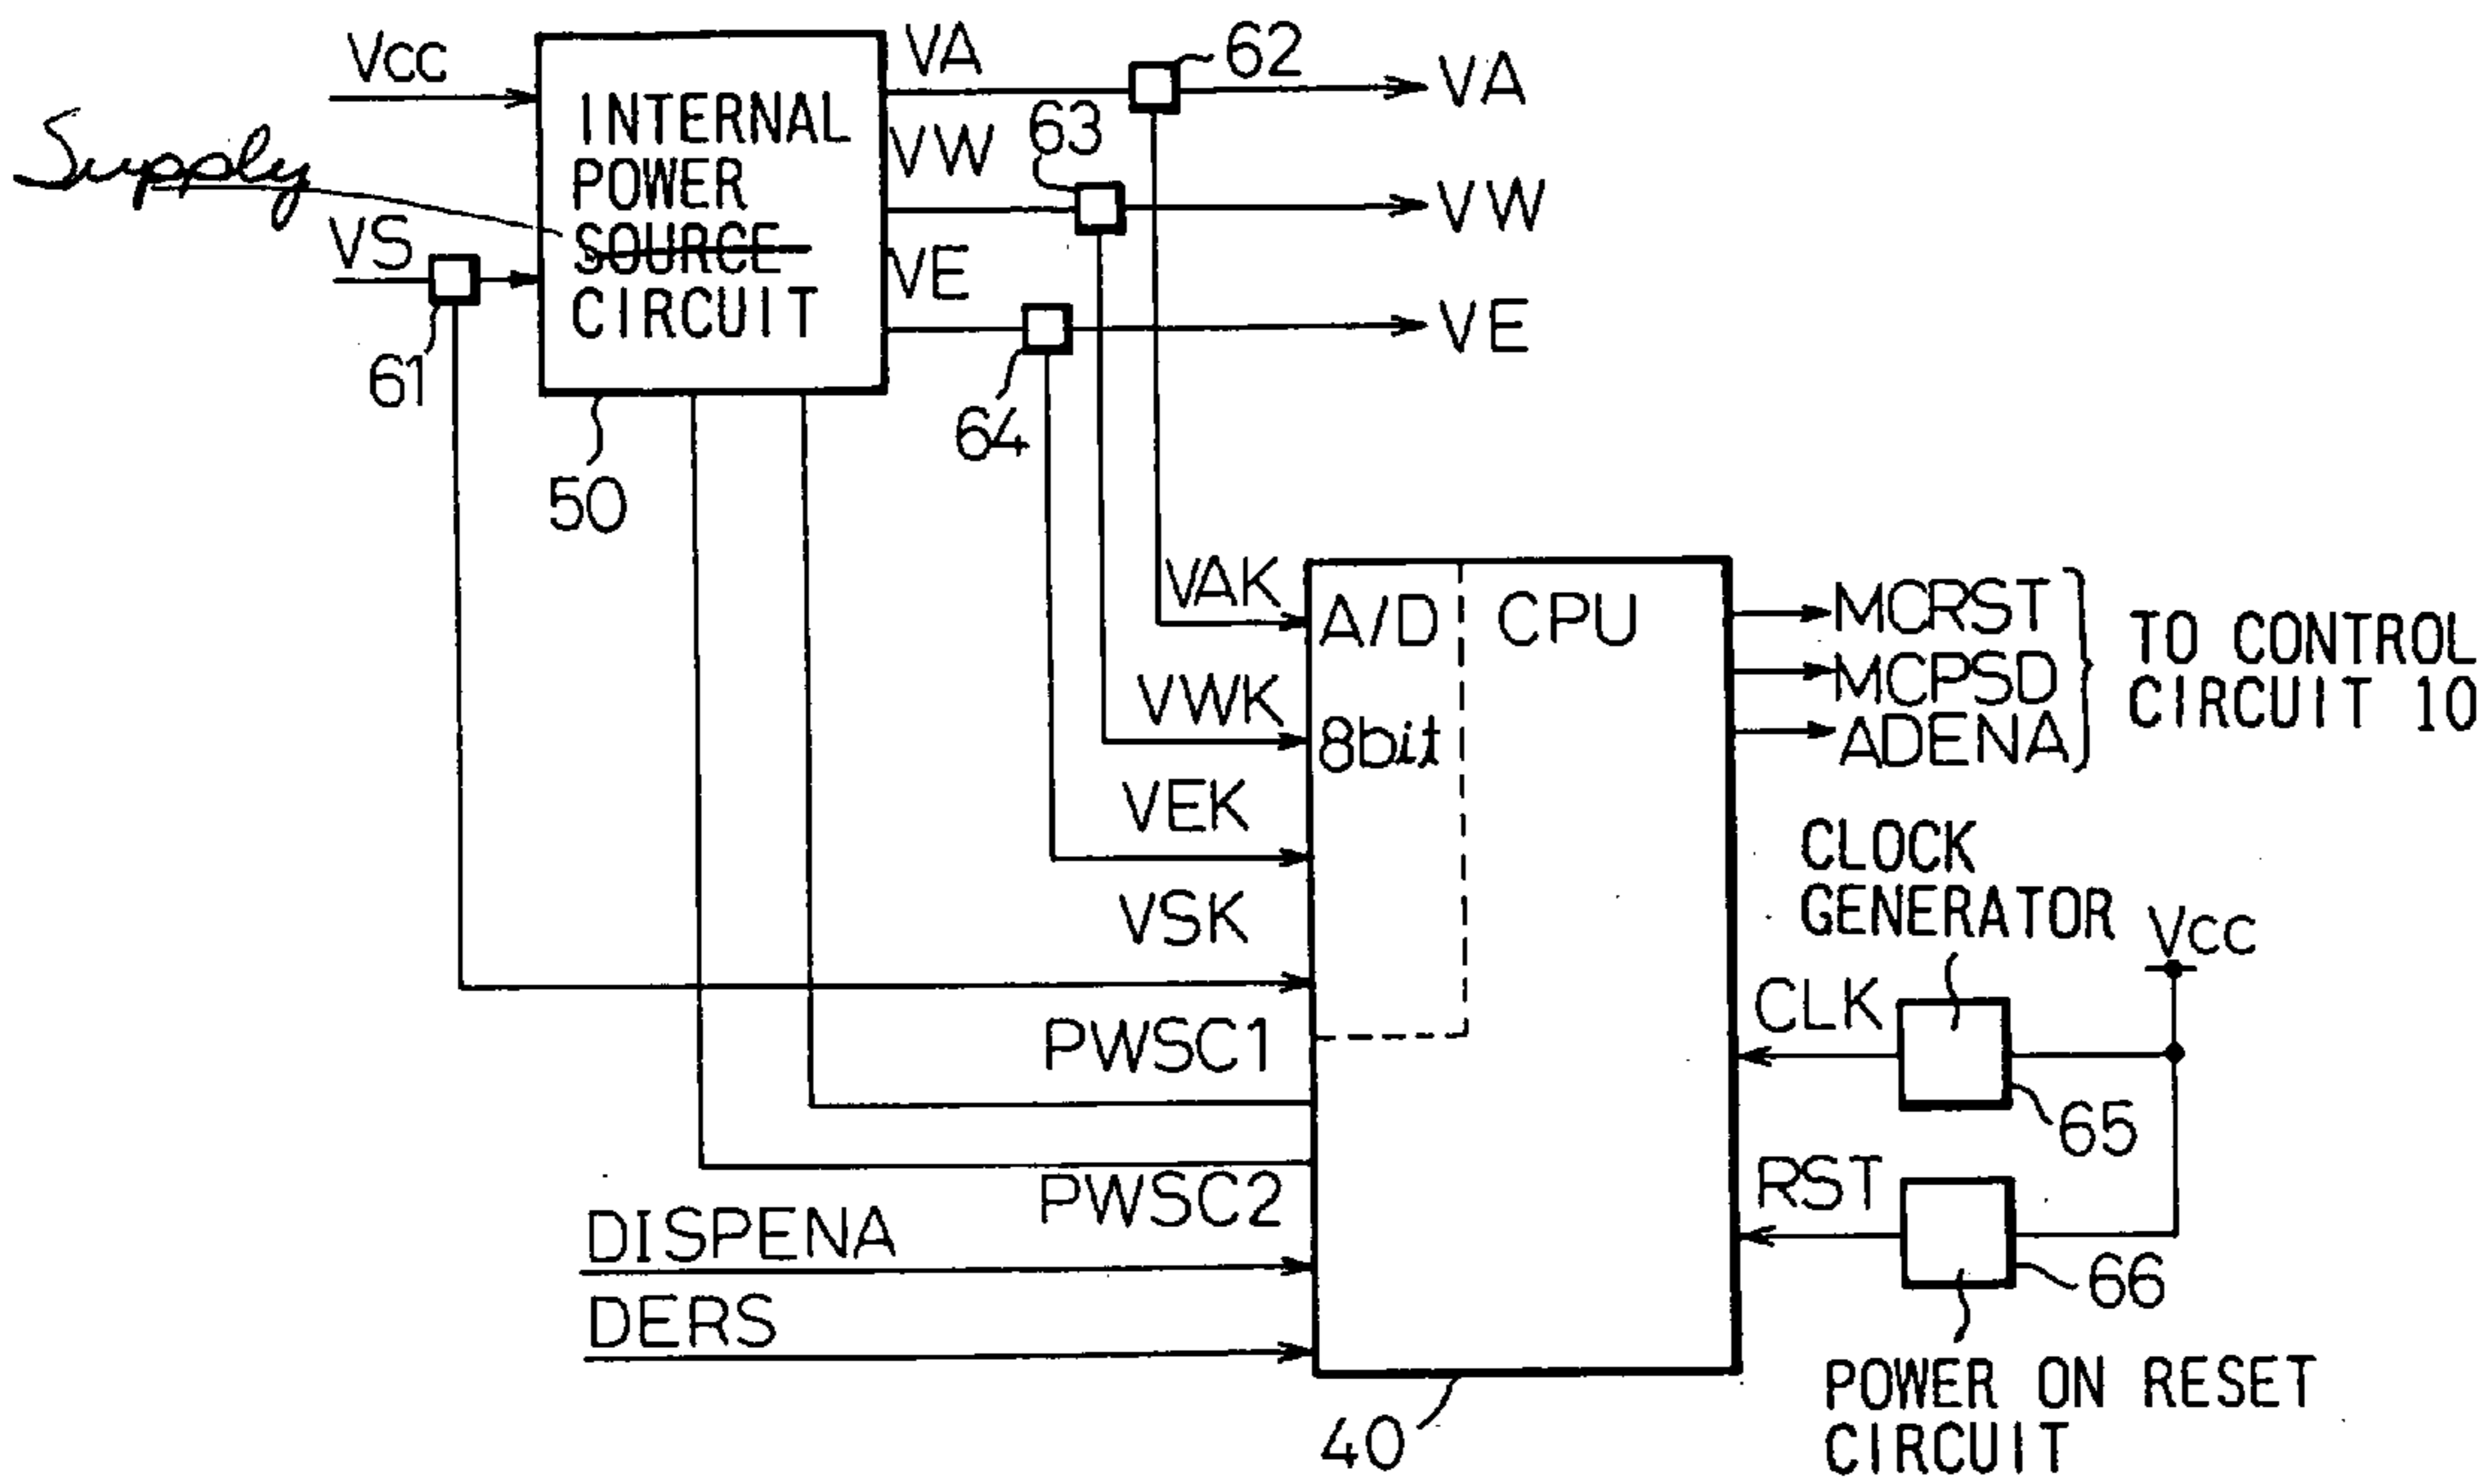 Vcc
VA
62
VA
INTERNAL
POWER
SOURCE
CIRCUIT
Supply
VW
63
VW
VS
VE
VE
61
64
50
VAK
A/D
CPU
MCRST
MCPSD
ADENA
TO CONTROL
CIRCUIT 10
VWK
8bit
VEK
CLOCK
GENERATOR
VSK
Vcc
CLK
PWSC1
65
RST
PWSC2
DISPENA
66
DERS
POWER ON RESET
CIRCUIT
40